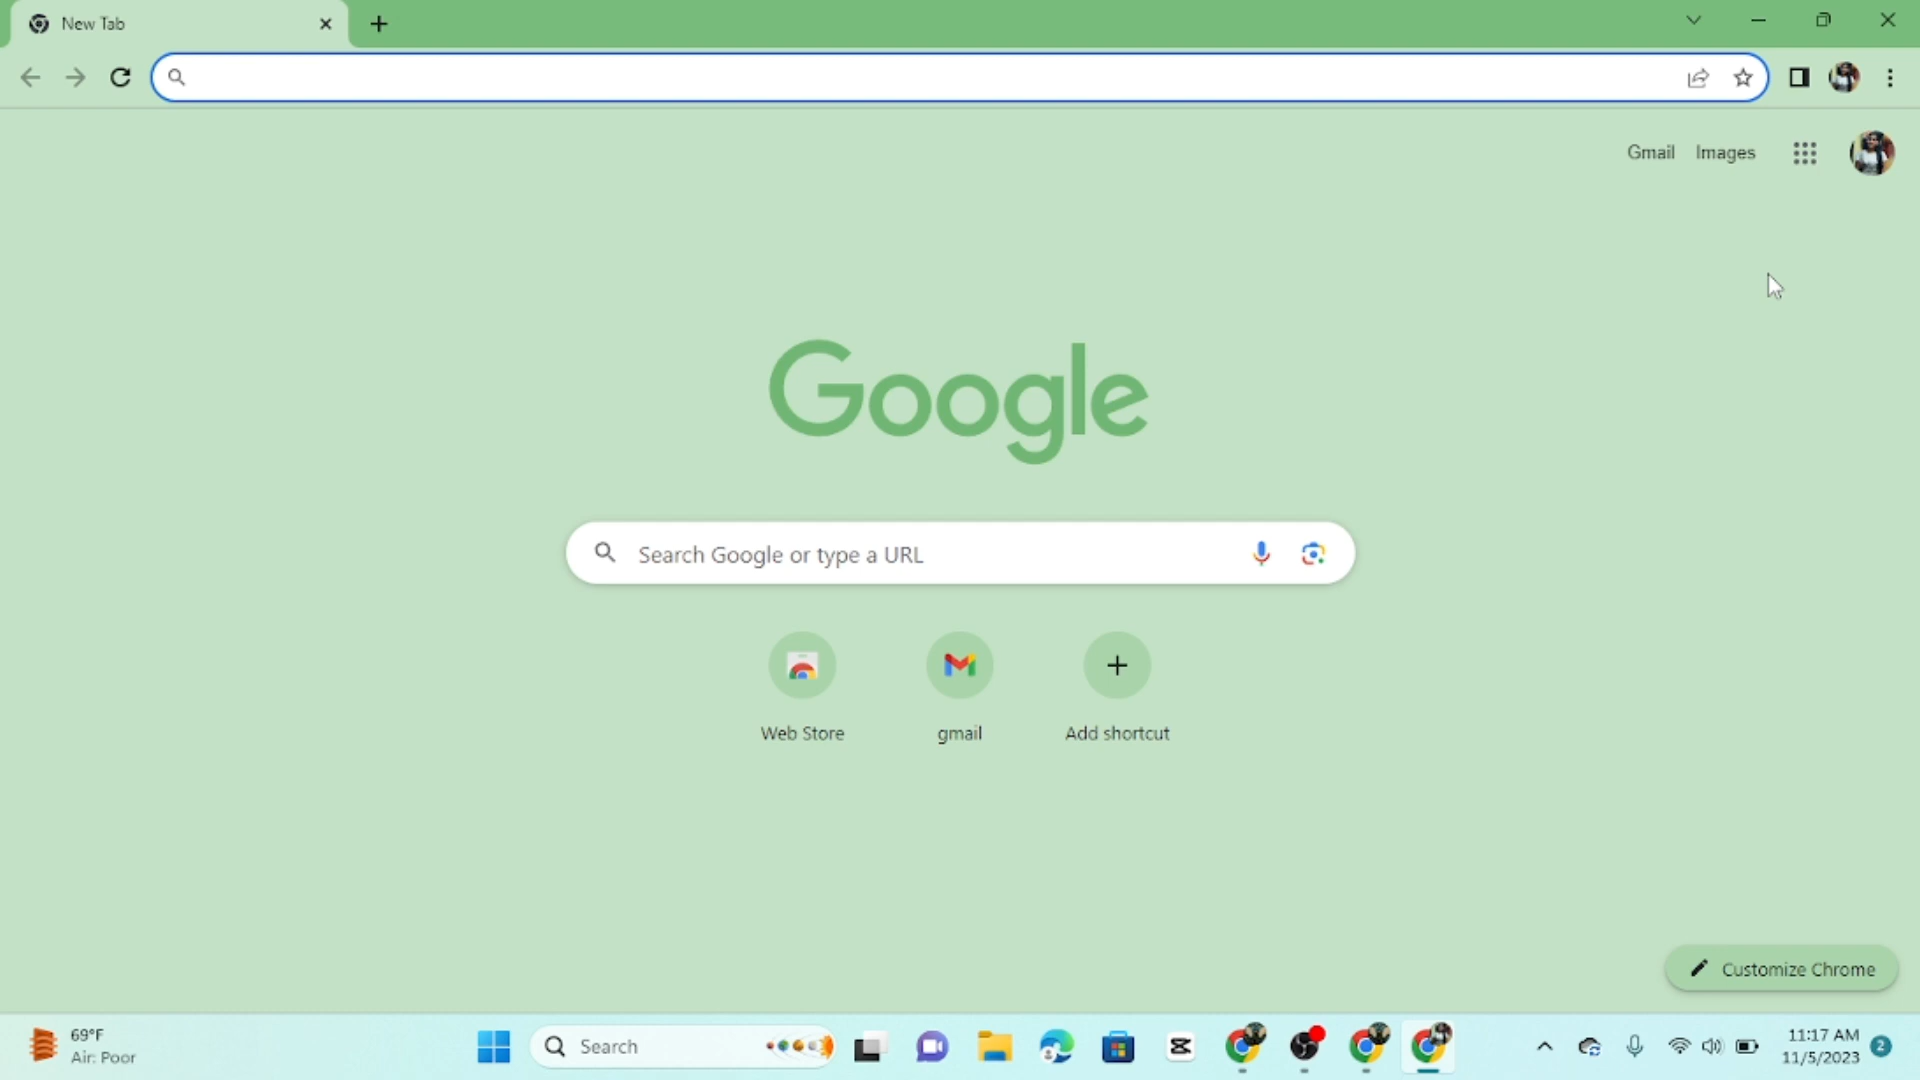 New Tab
Gmail Images
Google
Search Google or type a URL
Web Store gmail Add shortcut
Customize Chrome
69°F
Air: Poor
Search
11:17 AM
11/5/2023
2